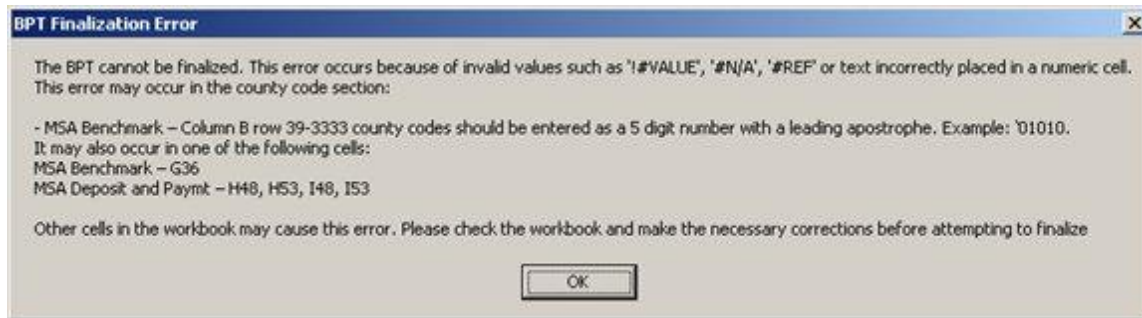 BPT Finalization Error
The BPT cannot be finalized. This error occurs because of invalid values such as '!#VALUE', '#N/A', '#REF' or text incorrectly placed in a numeric cell.
This error may occur in the county code section:
- MSA Benchmark – Column B row 39-3333 county codes should be entered as a 5 digit number with a leading apostrophe. Example: '01010.
It may also occur in one of the following cells:
MSA Benchmark – G36
MSA Deposit and Paymt – H48, H53, I48, I53
Other cells in the workbook may cause this error. Please check the workbook and make the necessary corrections before attempting to finalize
OK